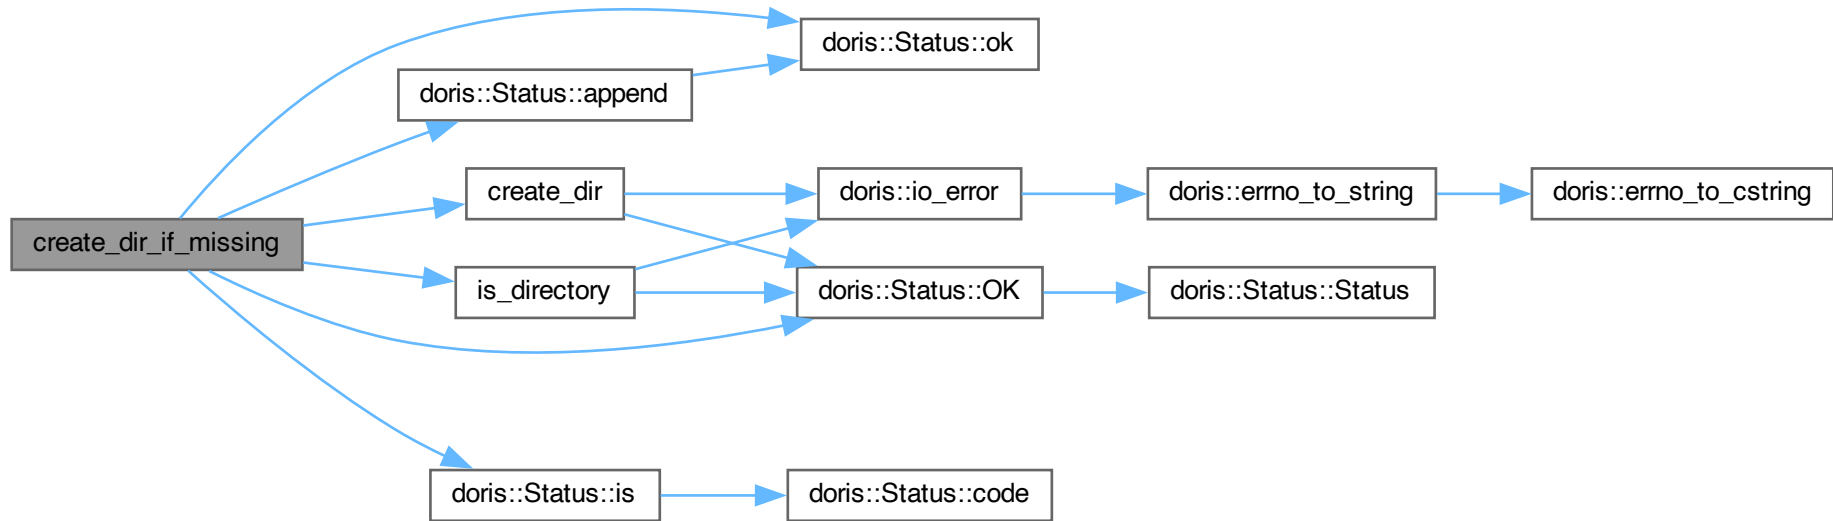 doris::Status::ok
doris::Status::append
create_dir
doris::io_error
doris::errno_to_string
doris::errno_to_cstring
create_dir_if_missing
is_directory
doris::Status::OK
doris::Status::Status
doris::Status::is
doris::Status::code